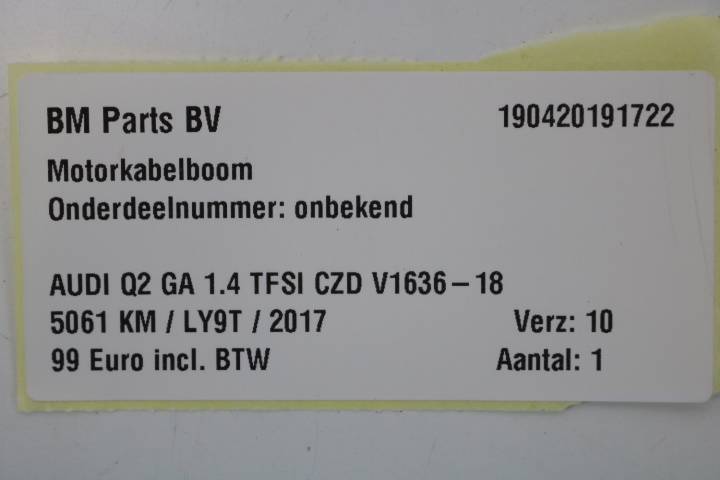 BM Parts BV 190420191722
Motorkabelboom
Onderdeelnummer: onbekend
AUDI Q2 GA 1.4 TFSI CZD V1636-18
5061 KM / LY9T / 2017 Verz: 10
99 Euro incl. BTW Aantal: 1